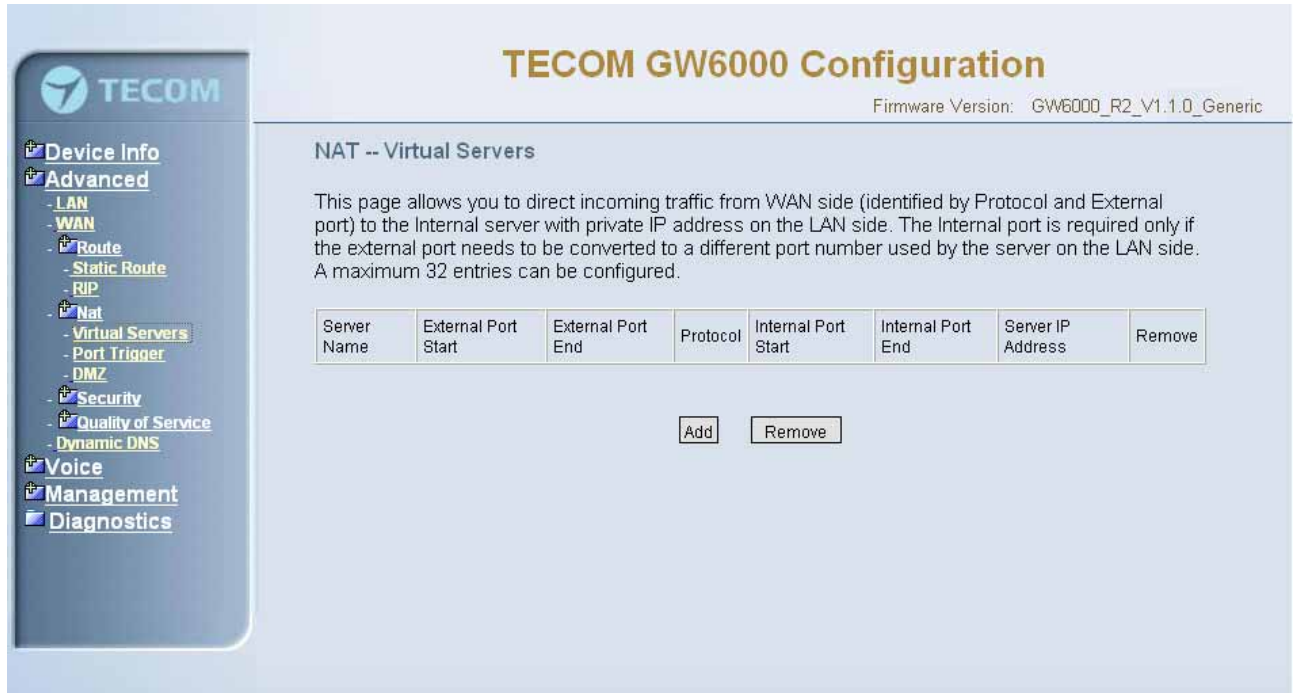 TECOM
TECOM GW6000 Configuration
Firmware Version: GW6000_R2_V1.1.0_Generic
Device Info
Advanced
- LAN
- WAN
- Route
- Static Route
- RIP
- Nat
- Virtual Servers
- Port Trigger
- DMZ
- Security
- Quality of Service
- Dynamic DNS
Voice
Management
Diagnostics
NAT -- Virtual Servers
This page allows you to direct incoming traffic from WAN side (identified by Protocol and External
port) to the Internal server with private IP address on the LAN side. The Internal port is required only if
the external port needs to be converted to a different port number used by the server on the LAN side.
A maximum 32 entries can be configured.
Server Name External Port Start External Port End Protocol Internal Port Start Internal Port End Server IP Address Remove
Add Remove